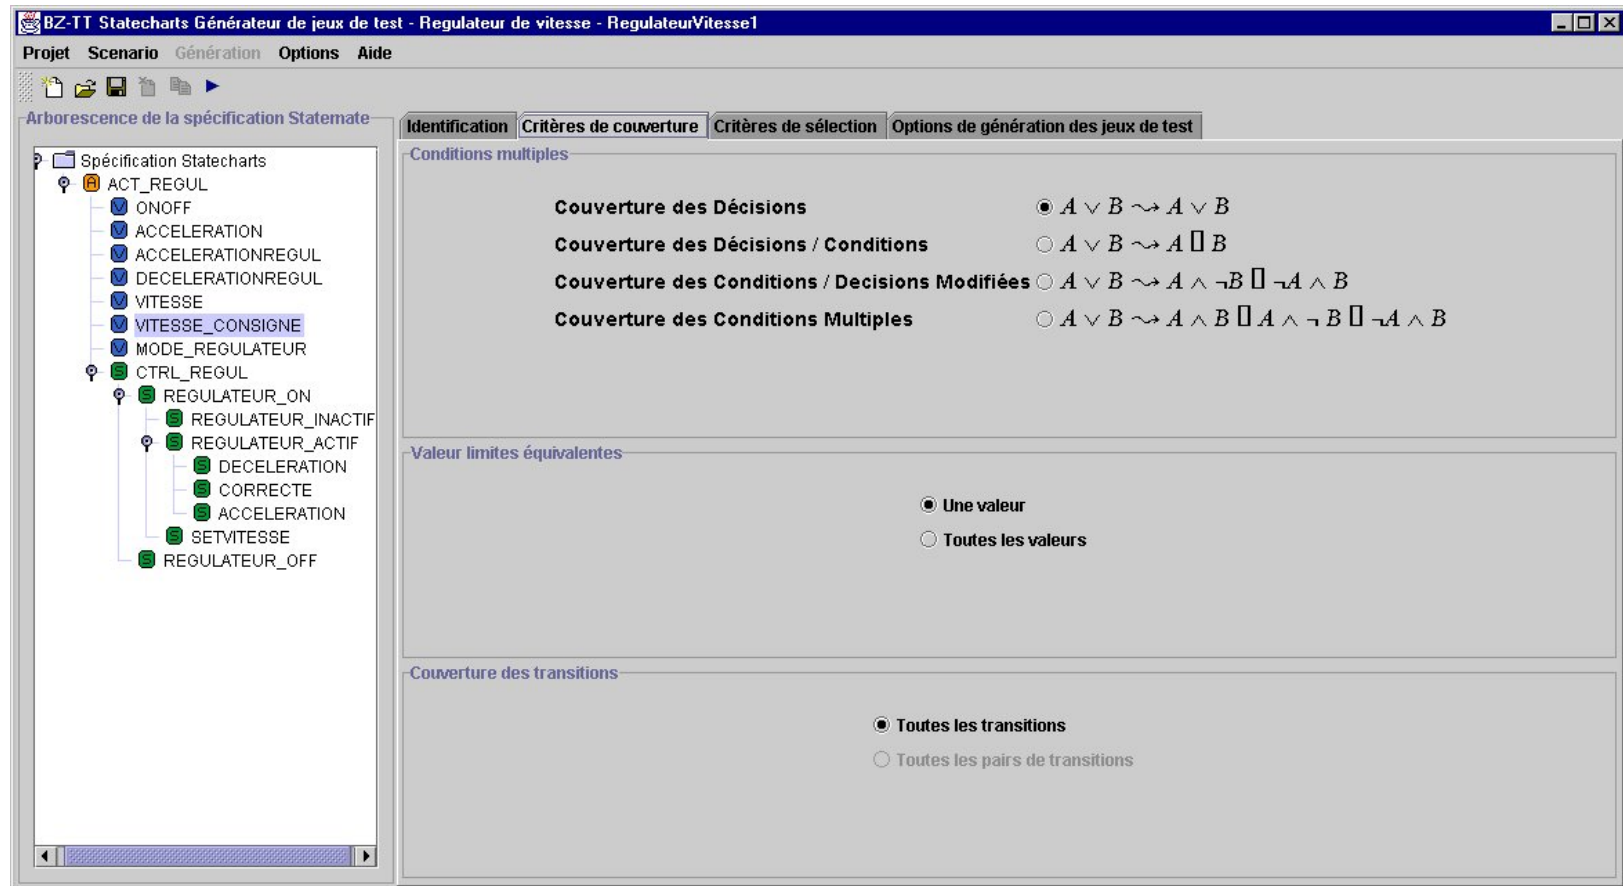 BZ-TT Statecharts Générateur de jeux de test - Regulateur de vitesse - RegulateurVitesse1
Projet Scenario Génération Options Aide
Arborescence de la spécification Statemate
Spécification Statecharts
A ACT_REGUL
V ONOFF
V ACCELERATION
V ACCELERATIONREGUL
V DECELERATIONREGUL
V VITESSE
V VITESSE_CONSIGNE
V MODE_REGULATEUR
S CTRL_REGUL
S REGULATEUR_ON
S REGULATEUR_INACTIF
S REGULATEUR_ACTIF
S DECELERATION
S CORRECTE
S ACCELERATION
S SETVITESSE
S REGULATEUR_OFF
Identification Critères de couverture Critères de sélection Options de génération des jeux de test
Conditions multiples
Couverture des Décisions A ∨ B ⤳ A ∨ B
Couverture des Décisions / Conditions A ∨ B ⤳ A ▯ B
Couverture des Conditions / Decisions Modifiées A ∨ B ⤳ A ∧ ¬B ▯ ¬A ∧ B
Couverture des Conditions Multiples A ∨ B ⤳ A ∧ B ▯ A ∧ ¬ B ▯ ¬A ∧ B
Valeur limites équivalentes
Une valeur
Toutes les valeurs
Couverture des transitions
Toutes les transitions
Toutes les pairs de transitions